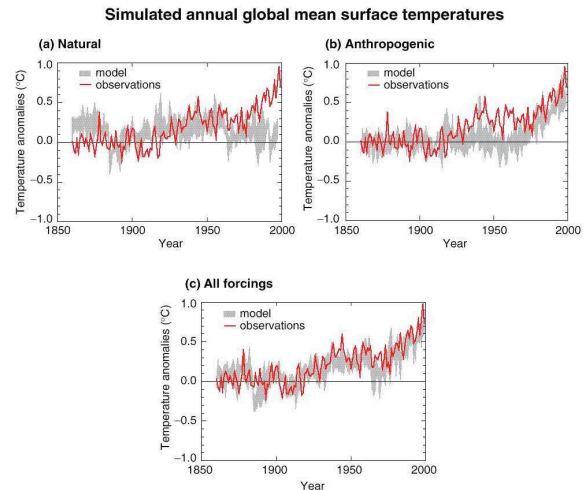 Simulated annual global mean surface temperatures
(a) Natural
Temperature anomalies (°C)
1.0
0.5
0.0
−0.5
−1.0
model
observations
1850 1900 1950 2000
Year
(b) Anthropogenic
Temperature anomalies (°C)
1.0
0.5
0.0
−0.5
−1.0
model
observations
1850 1900 1950 2000
Year
(c) All forcings
Temperature anomalies (°C)
1.0
0.5
0.0
−0.5
−1.0
model
observations
1850 1900 1950 2000
Year